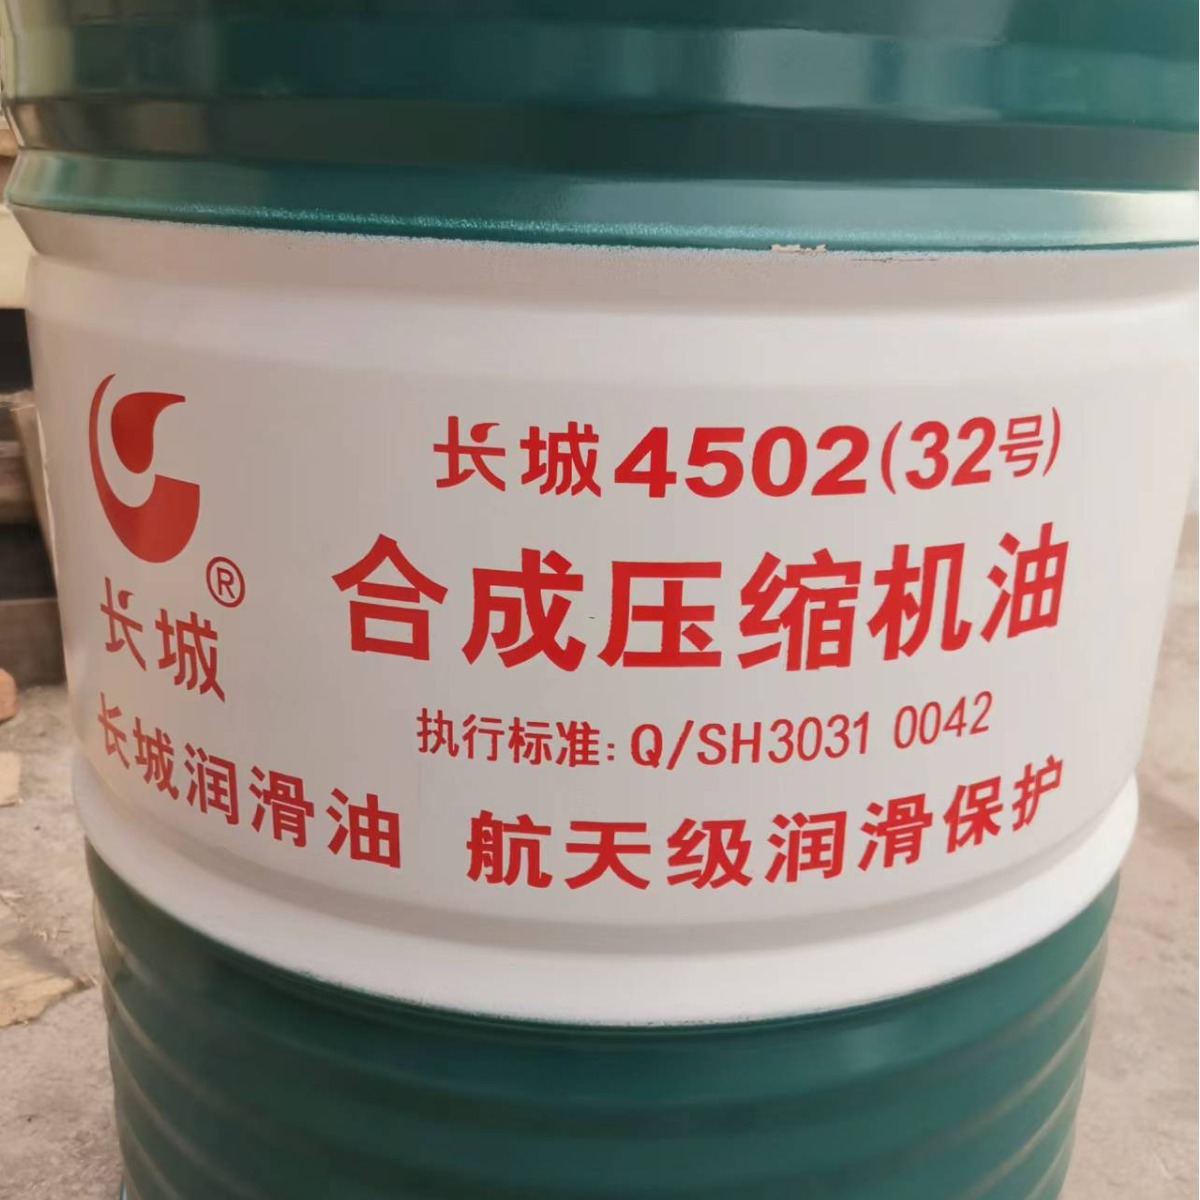 长城4502(32号)
合成压缩机油
®
长城
执行标准: Q/SH3031 0042
长城润滑油 航天级润滑保护